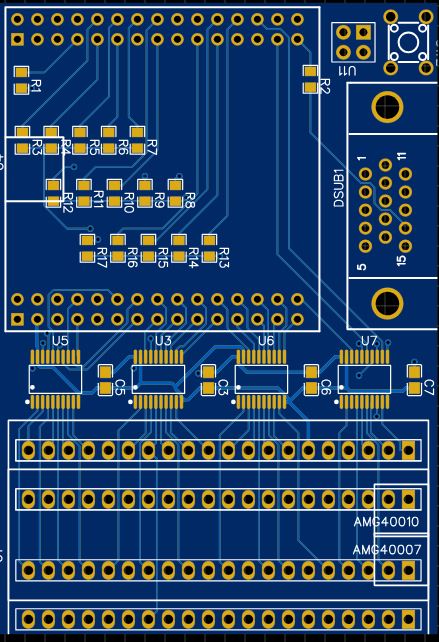 R1
R2
U11
R3
R4
R5
R6
R7
DSUB1
1
11
5
15
R12
R11
R10
R9
R8
R17
R16
R15
R14
R13
U5
U3
U6
U7
C5
C3
C6
C7
AMG40010
AMG40007